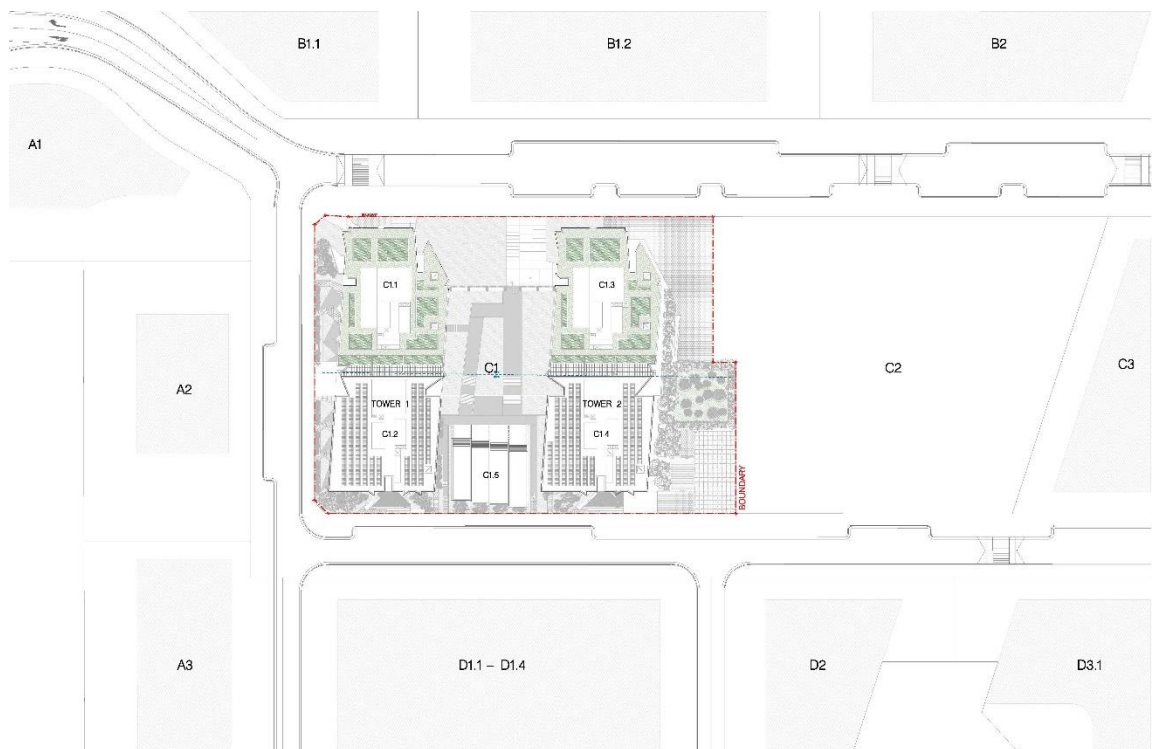 B1.1
B1.2
B2
A1
C1.1
C1.3
C1
C2
C3
A2
TOWER 1
TOWER 2
C1.2
C1.4
C1.5
BOUNDARY
A3
D1.1 – D1.4
D2
D3.1